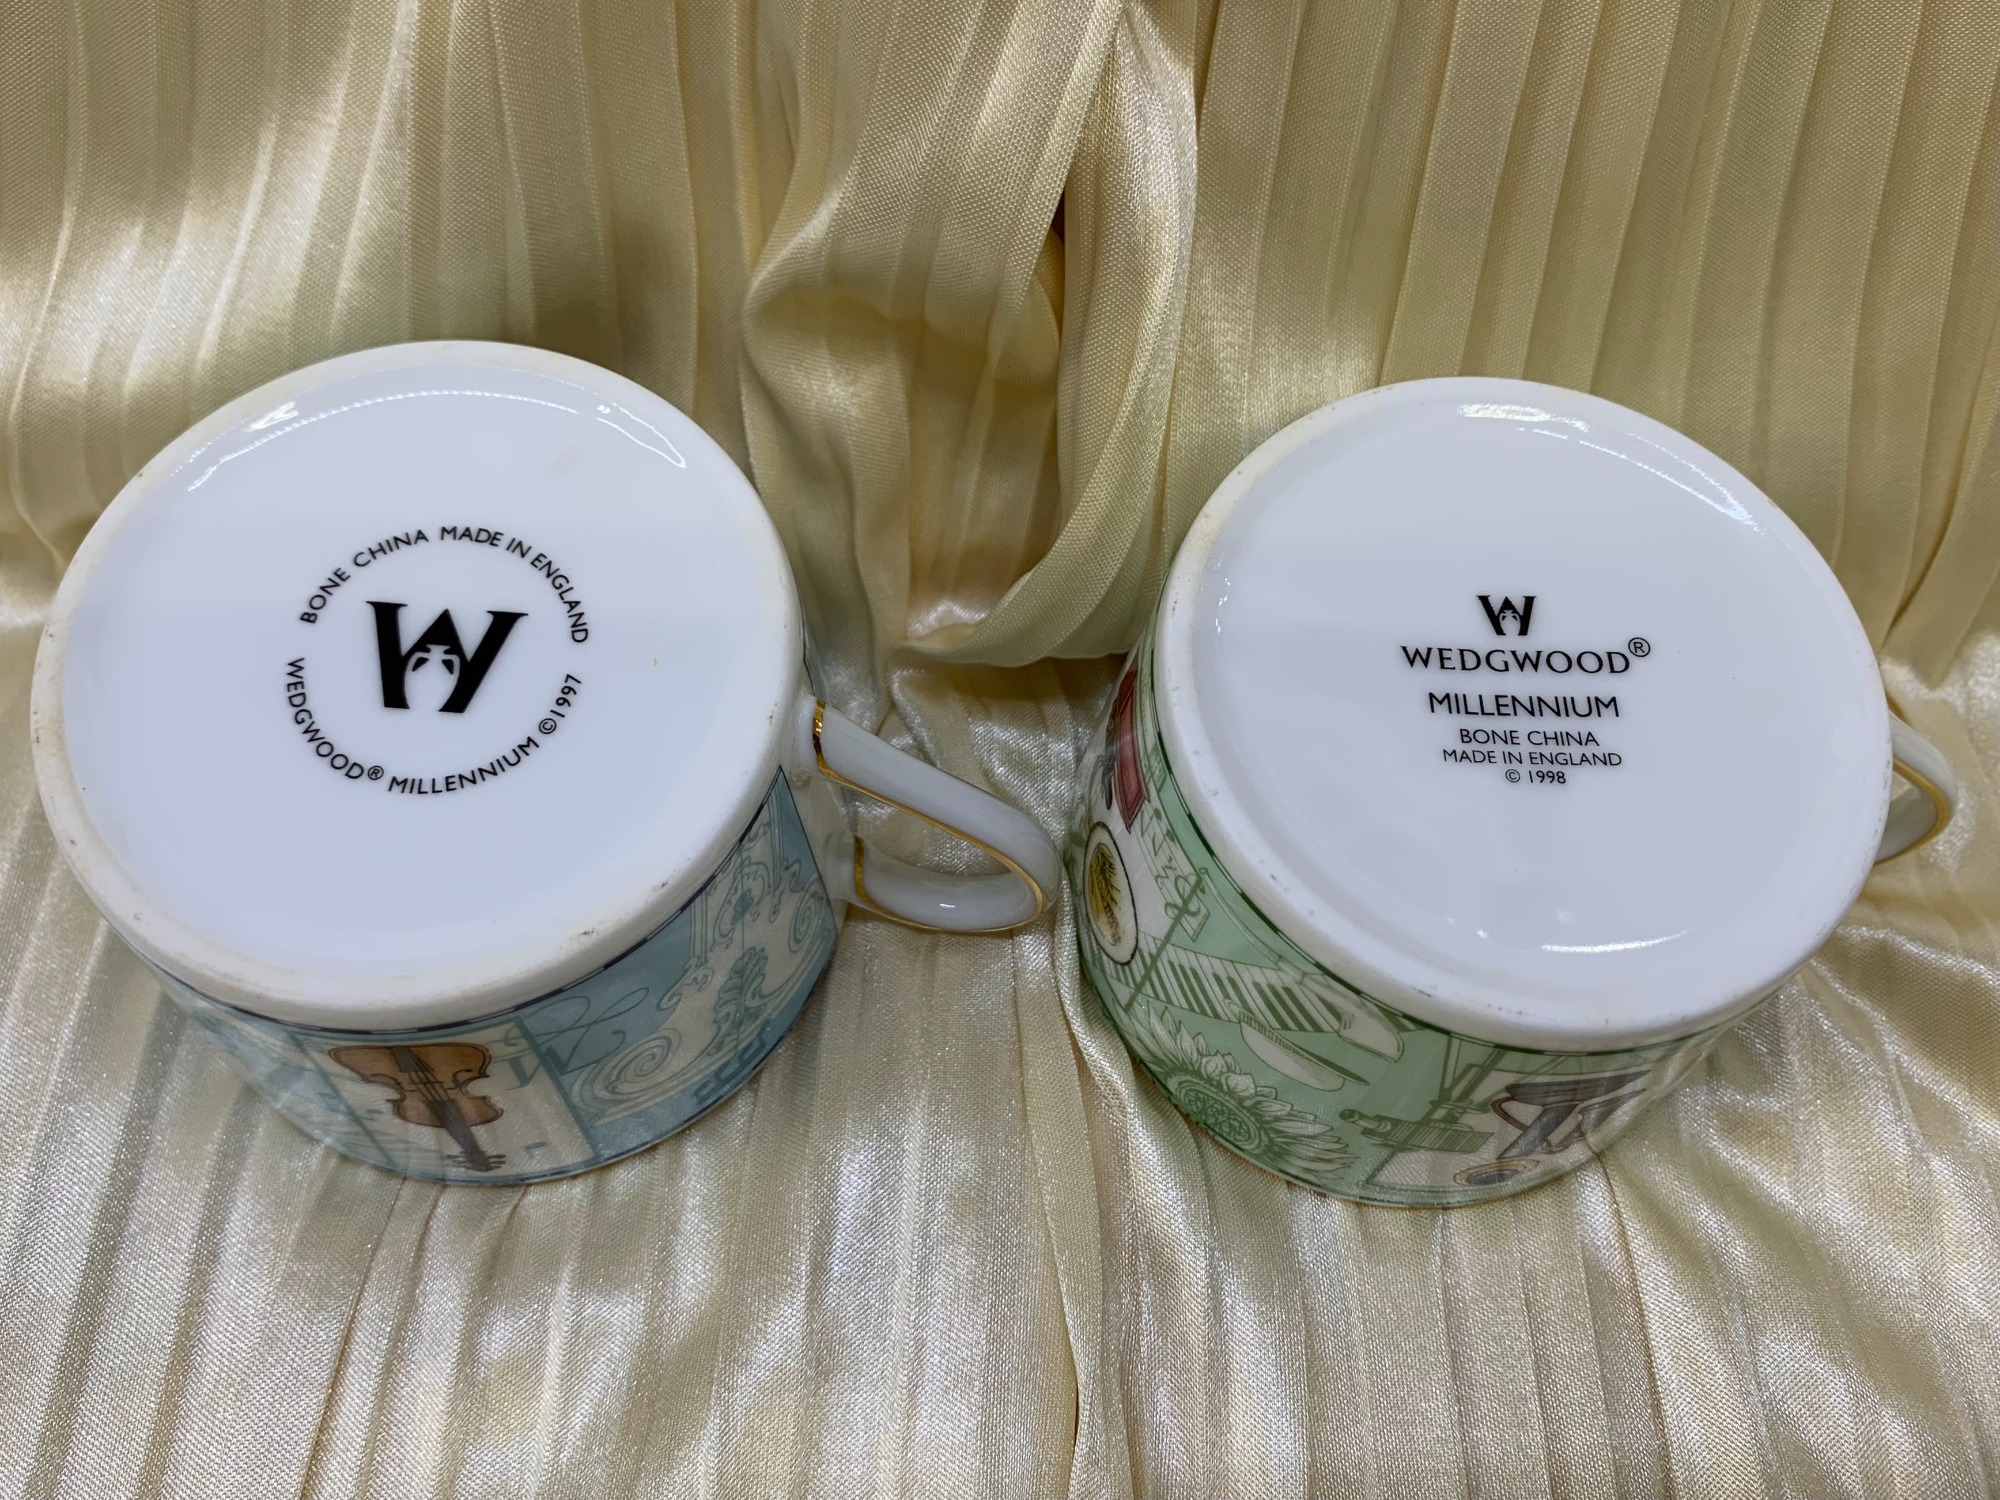 BONE CHINA MADE IN ENGLAND
W
WEDGWOOD® MILLENNIUM ©1997
W
WEDGWOOD®
MILLENNIUM
BONE CHINA
MADE IN ENGLAND
© 1998